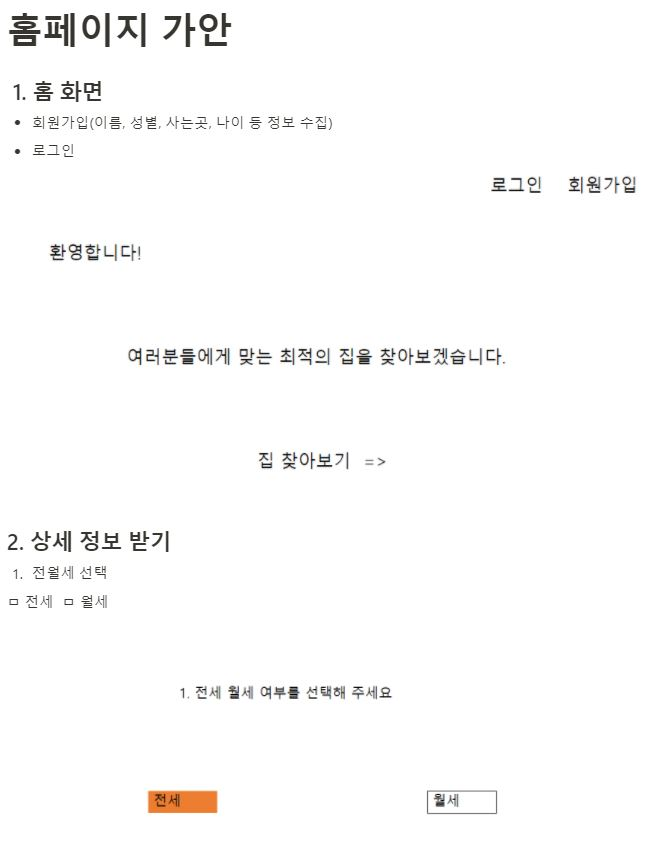 홈페이지 가안
1. 홈 화면
• 회원가입(이름, 성별, 사는곳, 나이 등 정보 수집)
• 로그인
로그인 회원가입
환영합니다!
여러분들에게 맞는 최적의 집을 찾아보겠습니다.
집 찾아보기 =>
2. 상세 정보 받기
1. 전월세 선택
ㅁ 전세 ㅁ 월세
1. 전세 월세 여부를 선택해 주세요
전세 월세